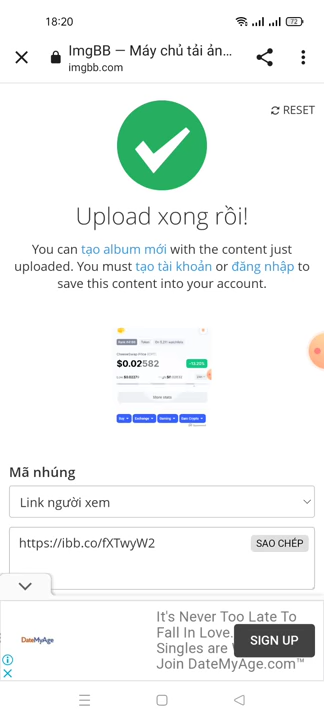 18:20
72
ImgBB — Máy chủ tải ản...
imgbb.com
RESET
Upload xong rồi!
You can tạo album mới with the content just
uploaded. You must tạo tài khoản or đăng nhập to
save this content into your account.
$0.02582
Mã nhúng
Link người xem
https://ibb.co/fXTwyW2
SAO CHÉP
DateMyAge
It's Never Too Late To
Fall In Love.
Singles are
Join DateMyAge.com™
SIGN UP